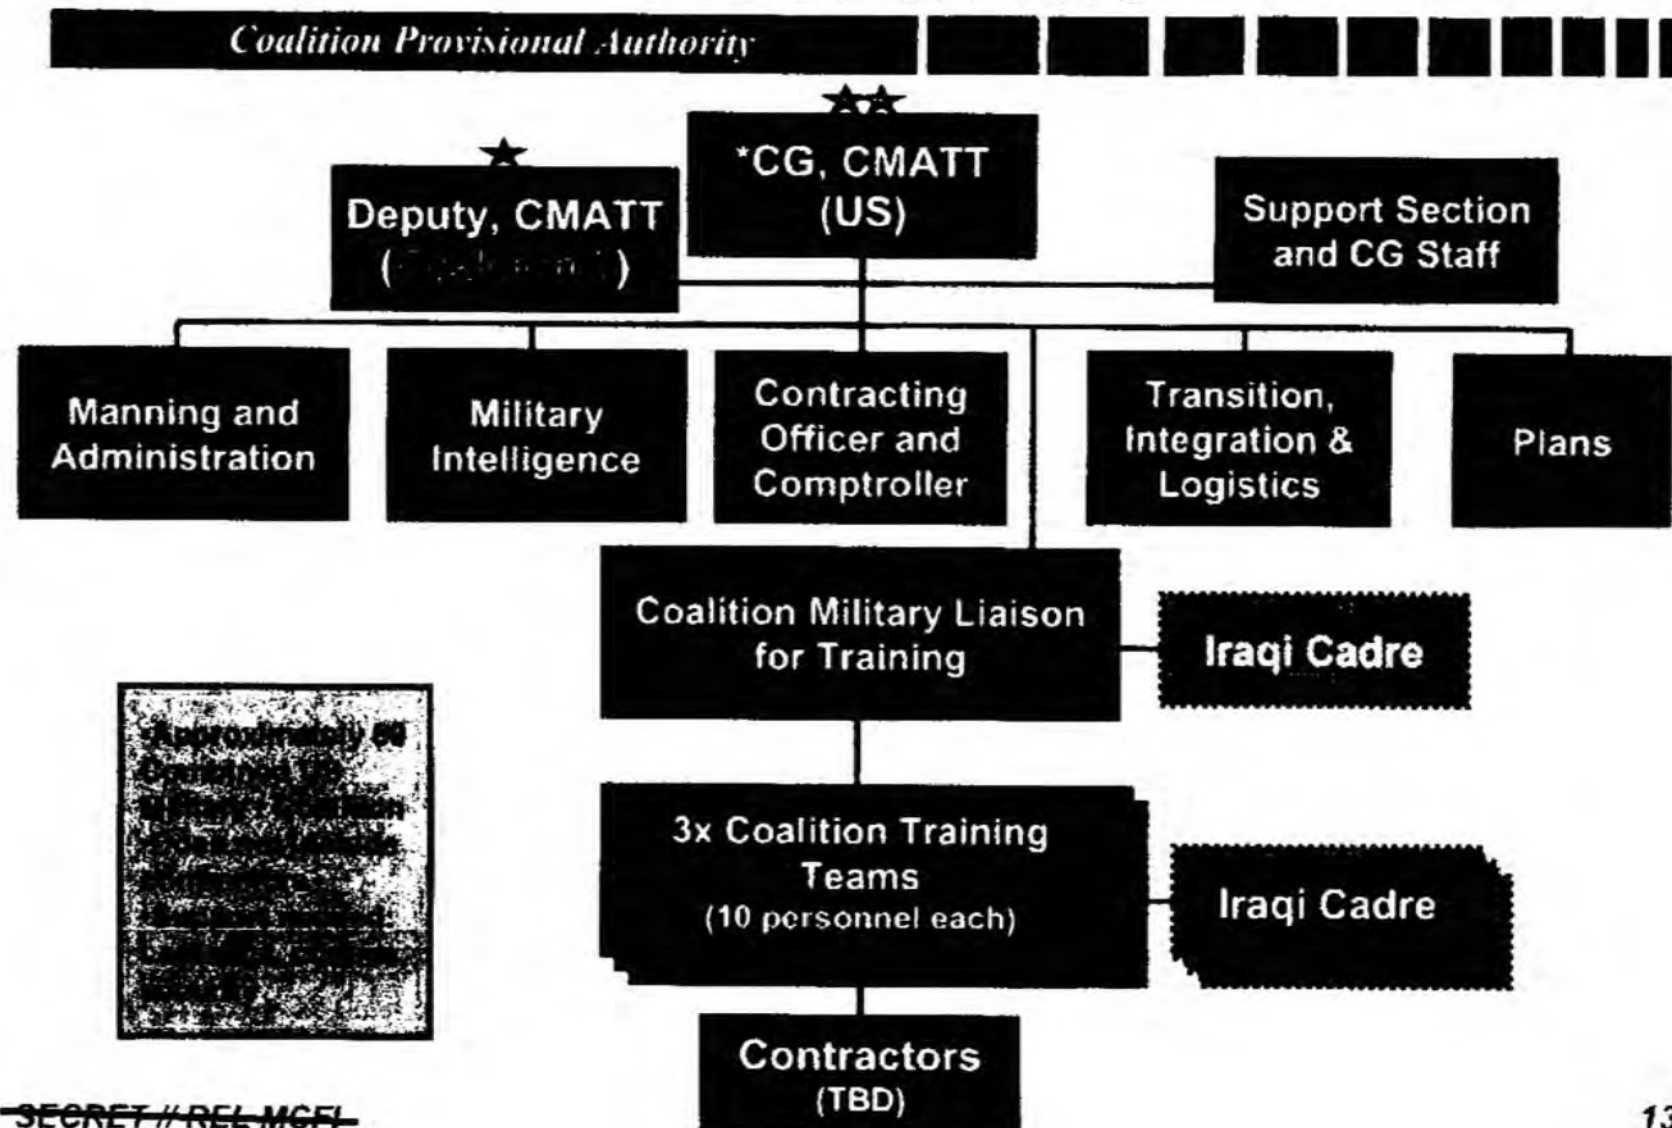 Coalition Provisional Authority
*CG, CMATT
(US)
Deputy, CMATT
Support Section
and CG Staff
Manning and
Administration
Military
Intelligence
Contracting
Officer and
Comptroller
Transition,
Integration &
Logistics
Plans
Coalition Military Liaison
for Training
Iraqi Cadre
Approximately
3x Coalition Training
Teams
(10 personnel each)
Iraqi Cadre
Contractors
(TBD)
SECRET // REL MCFI
13